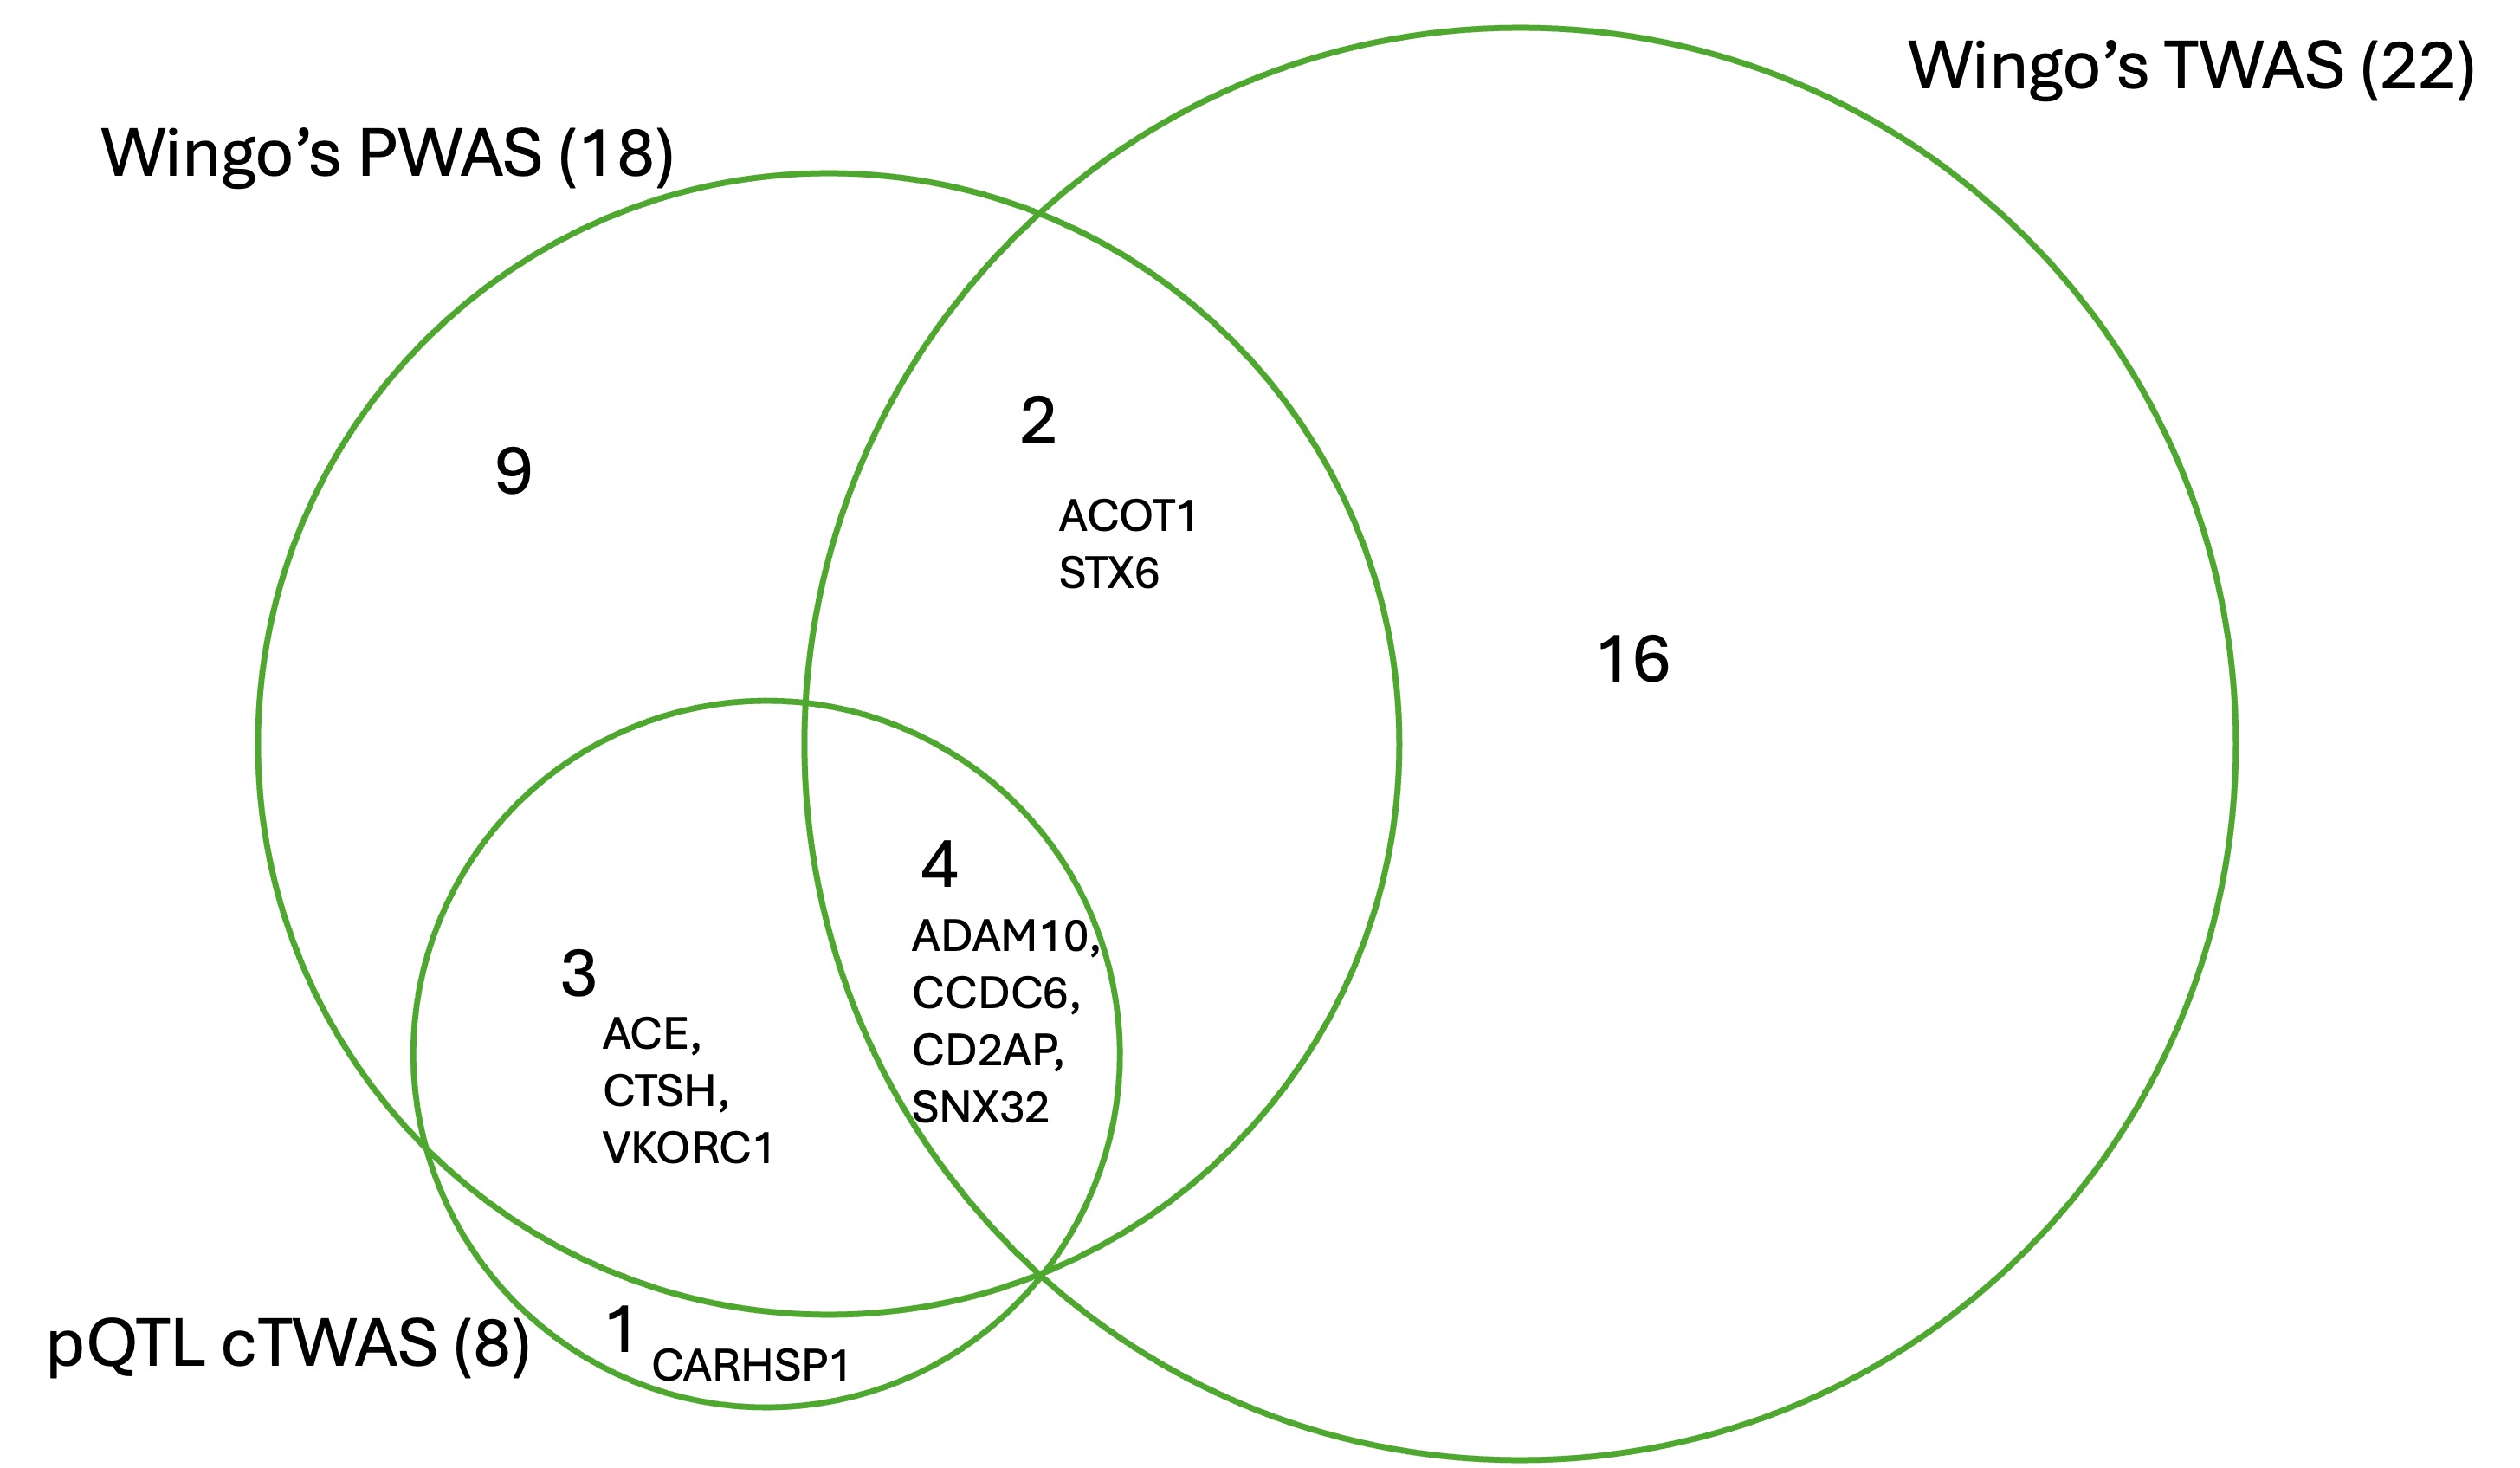 Wingo’s TWAS (22)
Wingo’s PWAS (18)
2
9
ACOT1
STX6
16
4
ADAM10,
CCDC6,
CD2AP,
SNX32
3
ACE,
CTSH,
VKORC1
pQTL cTWAS (8)
1
CARHSP1